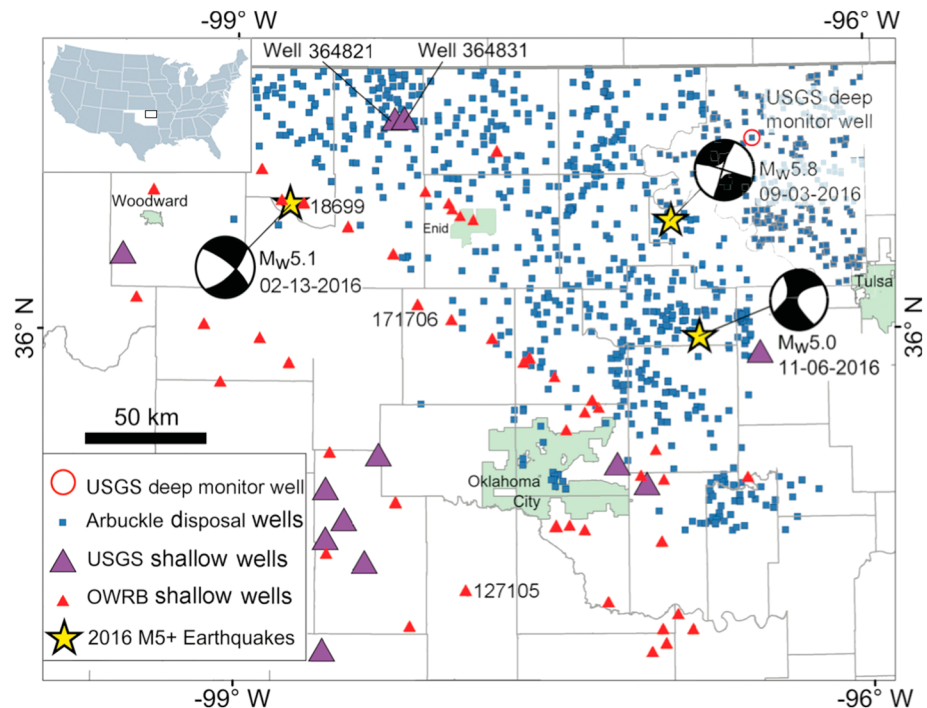 -99° W
-96° W
Well 364821
Well 364831
USGS deep
monitor well
Mw5.8
09-03-2016
Woodward
18699
Enid
Mw5.1
02-13-2016
Tulsa
36° N
36° N
171706
Mw5.0
11-06-2016
50 km
Oklahoma
City
USGS deep monitor well
Arbuckle disposal wells
USGS shallow wells
OWRB shallow wells
2016 M5+ Earthquakes
127105
-99° W
-96° W